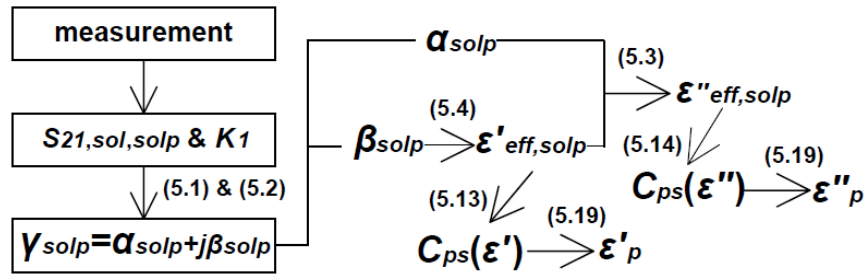 measurement
S21,sol,solp & K1
(5.1) & (5.2)
γsolp=αsolp+jβsolp
αsolp
βsolp
(5.4)
ε'eff,solp
(5.3)
ε''eff,solp
(5.13)
Cps(ε')
(5.19)
ε'p
(5.14)
Cps(ε'')
(5.19)
ε''p